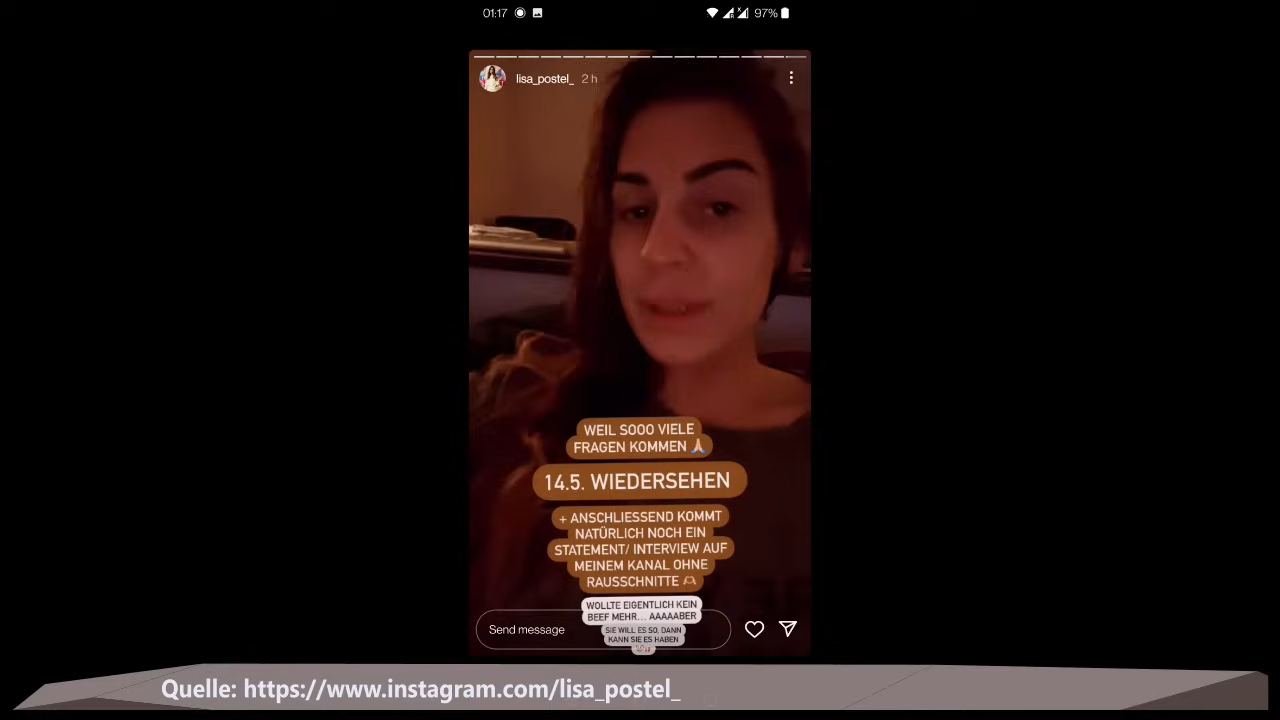 01:17
97%
lisa_postel_ 2 h
WEIL SOOO VIELE
FRAGEN KOMMEN 🙏🏼
14.5. WIEDERSEHEN
+ ANSCHLIESSEND KOMMT
NATÜRLICH NOCH EIN
STATEMENT/ INTERVIEW AUF
MEINEM KANAL OHNE
RAUSSCHNITTE 🫶🏼
WOLLTE EIGENTLICH KEIN
BEEF MEHR... AAAAABER
SIE WILL ES SO, DANN
KANN SIE ES HABEN
Send message
Quelle: https://www.instagram.com/lisa_postel_